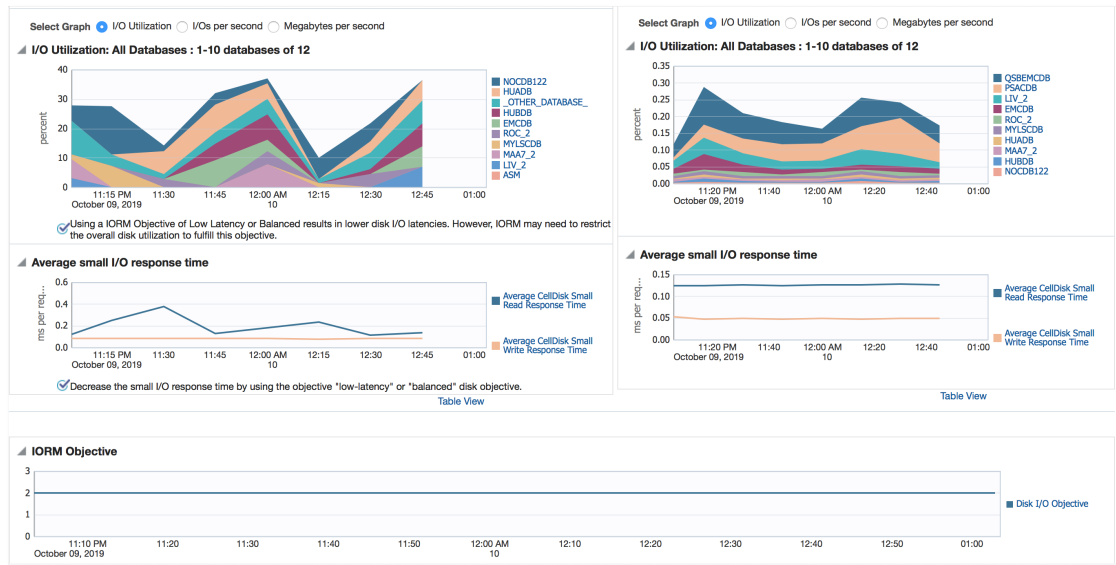 Select Graph I/O Utilization I/Os per second Megabytes per second
I/O Utilization: All Databases : 1-10 databases of 12
40
30
20
10
0
percent
11:15 PM 11:30 11:45 12:00 AM 12:15 12:30 12:45 01:00
October 09, 2019 10
NOCDB122
HUADB
_OTHER_DATABASE_
HUBDB
EMCDB
ROC_2
MYLSCDB
MAA7_2
LIV_2
ASM
Using a IORM Objective of Low Latency or Balanced results in lower disk I/O latencies. However, IORM may need to restrict
the overall disk utilization to fulfill this objective.
Average small I/O response time
0.6
0.4
0.2
0.0
ms per req...
11:15 PM 11:30 11:45 12:00 AM 12:15 12:30 12:45 01:00
October 09, 2019 10
Average CellDisk Small
Read Response Time
Average CellDisk Small
Write Response Time
Decrease the small I/O response time by using the objective "low-latency" or "balanced" disk objective.
Table View
Select Graph I/O Utilization I/Os per second Megabytes per second
I/O Utilization: All Databases : 1-10 databases of 12
0.35
0.30
0.25
0.20
0.15
0.10
0.05
0.00
percent
11:20 PM 11:40 12:00 AM 12:20 12:40 01:00
October 09, 2019 10
QSBEMCDB
PSACDB
LIV_2
EMCDB
ROC_2
MYLSCDB
HUADB
MAA7_2
HUBDB
NOCDB122
Average small I/O response time
0.15
0.10
0.05
0.00
ms per req...
11:20 PM 11:40 12:00 AM 12:20 12:40 01:00
October 09, 2019 10
Average CellDisk Small
Read Response Time
Average CellDisk Small
Write Response Time
Table View
IORM Objective
3
2
1
0
11:10 PM 11:20 11:30 11:40 11:50 12:00 AM 12:10 12:20 12:30 12:40 12:50 01:00
October 09, 2019 10
Disk I/O Objective